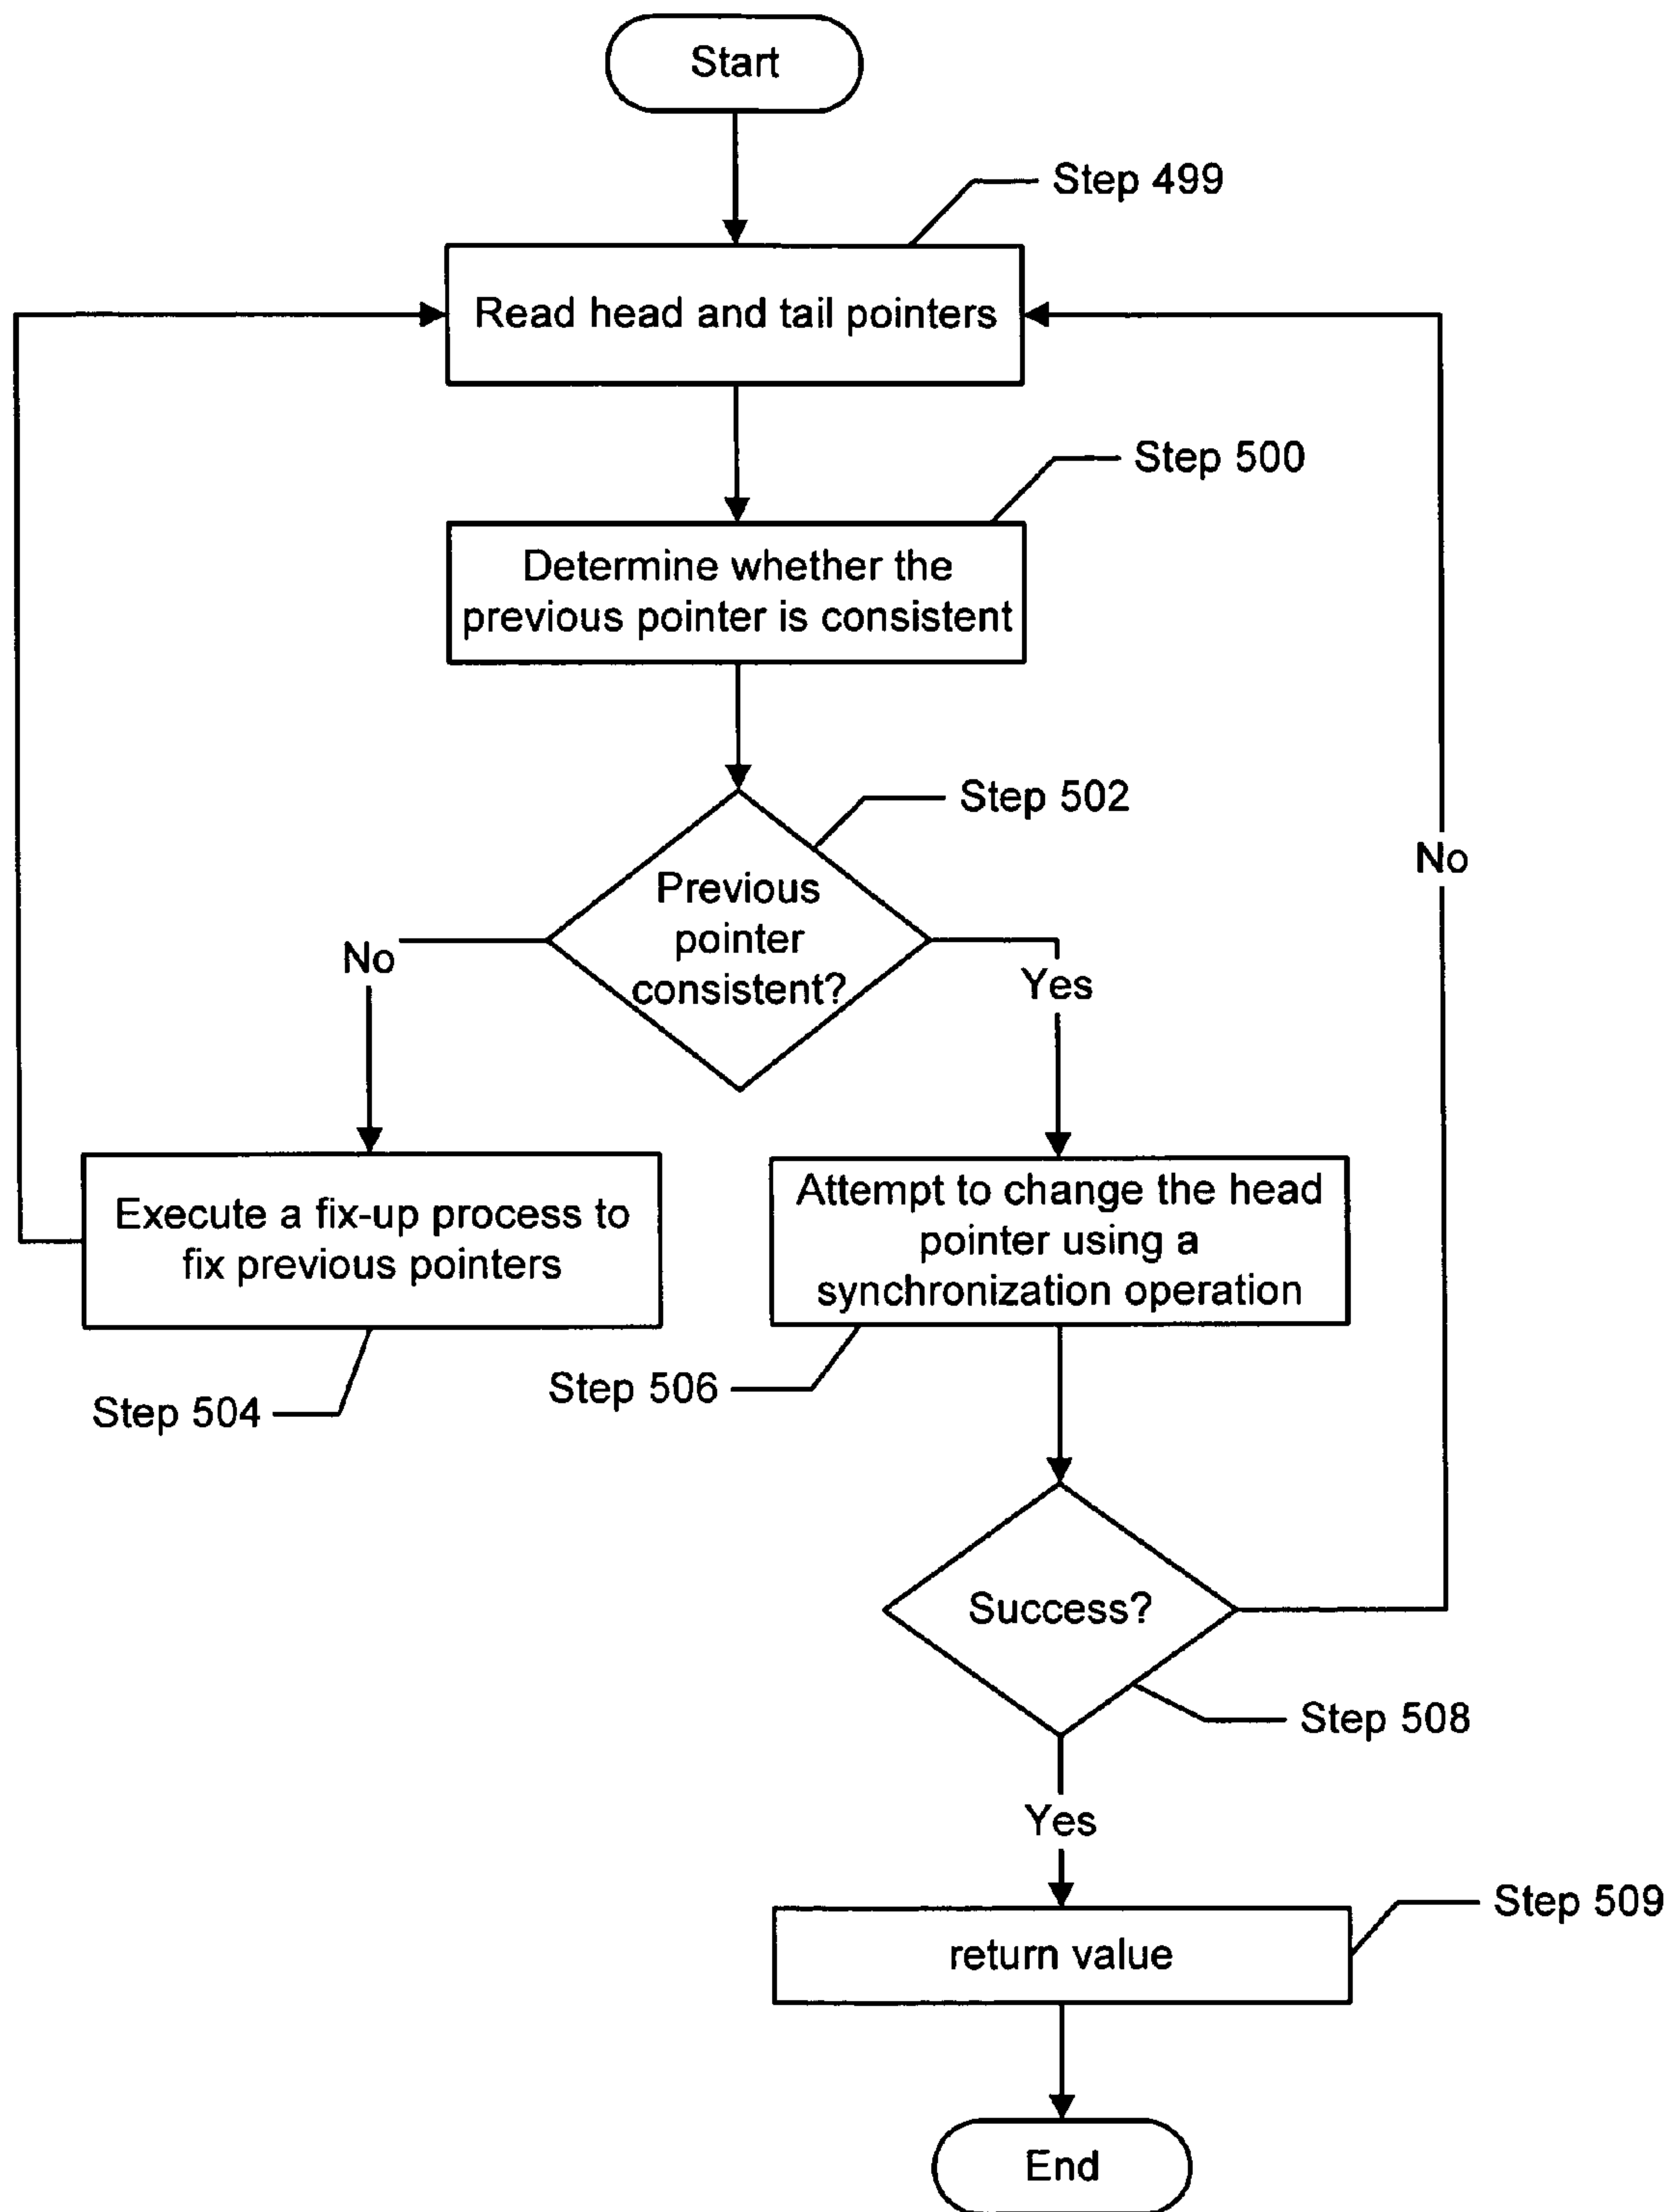 Start
Step 499
Read head and tail pointers
Step 500
Determine whether the
previous pointer is consistent
Step 502
Previous
pointer
consistent?
No
Yes
No
Execute a fix-up process to
fix previous pointers
Attempt to change the head
pointer using a
synchronization operation
Step 504
Step 506
Success?
Step 508
Yes
Step 509
return value
End